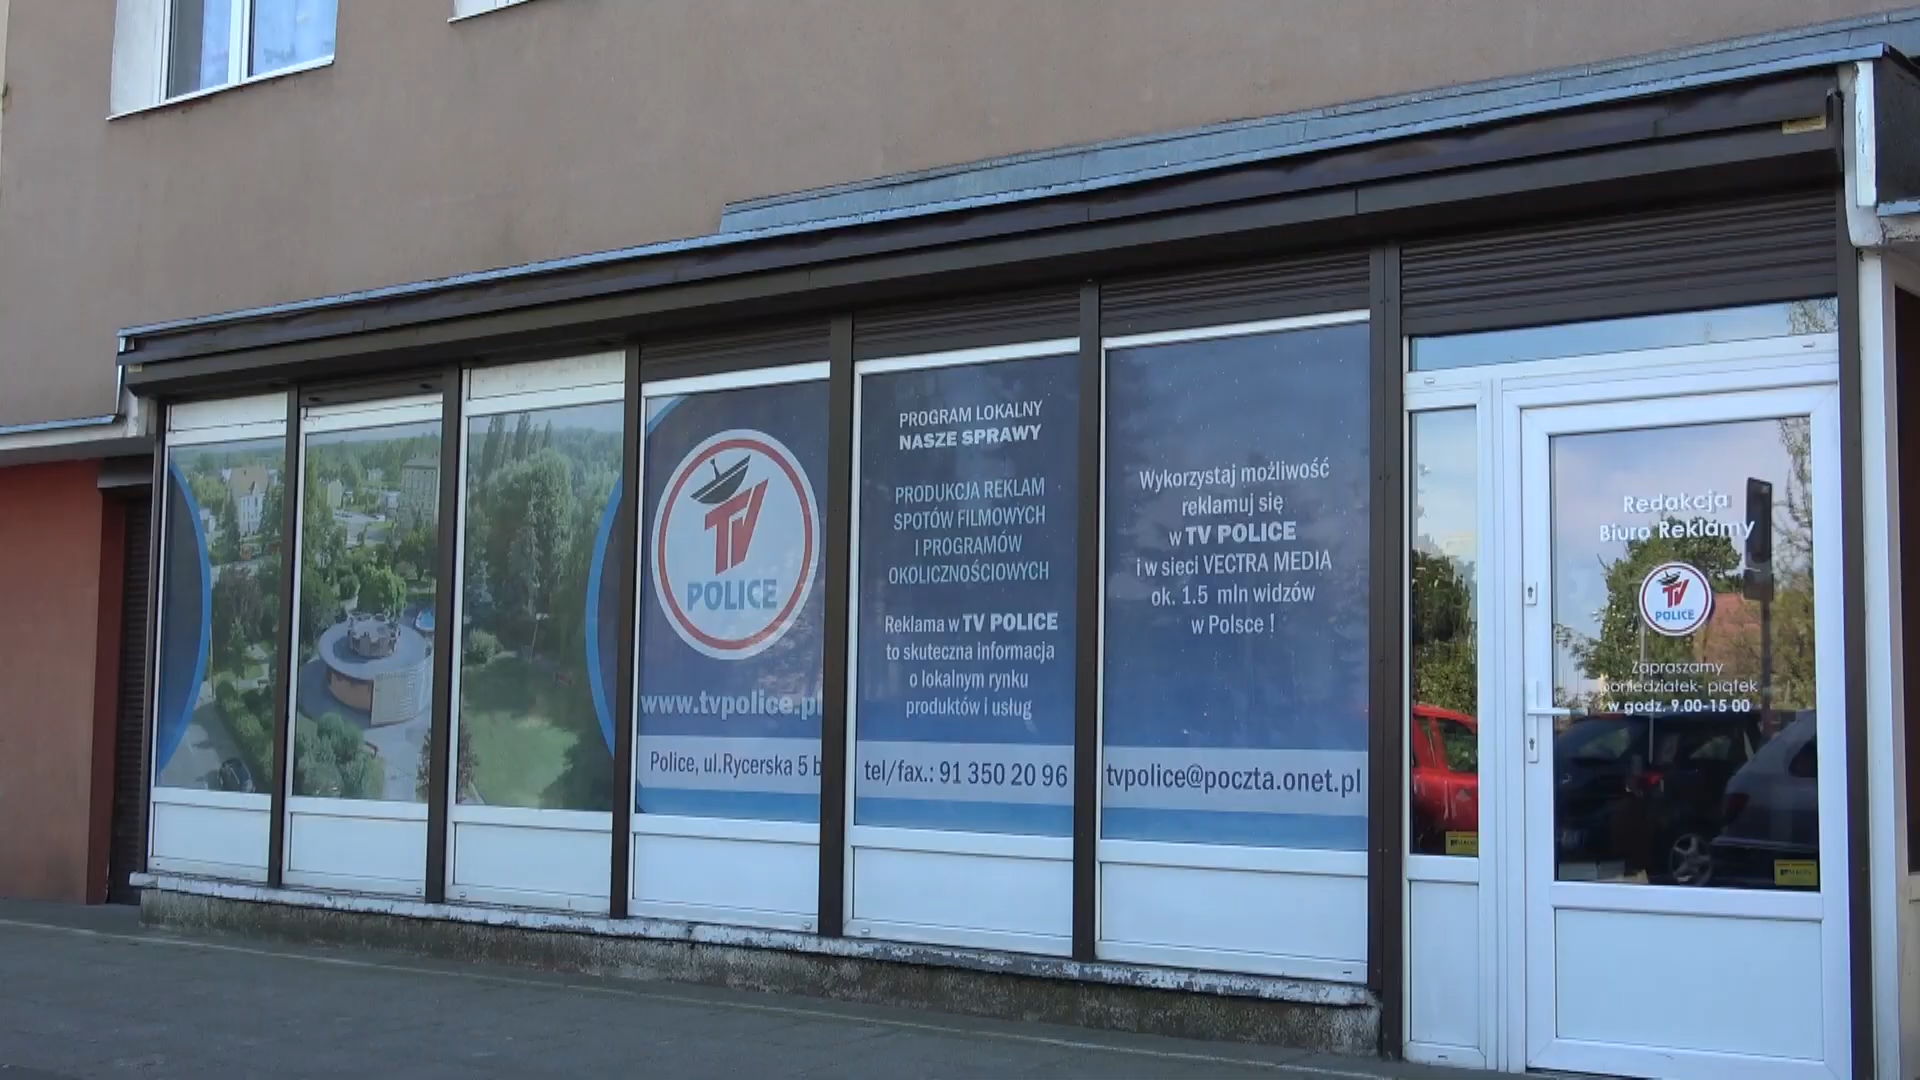 TV
POLICE
www.tvpolice.pl
Police, ul.Rycerska 5 b
PROGRAM LOKALNY
NASZE SPRAWY
PRODUKCJA REKLAM
SPOTÓW FILMOWYCH
I PROGRAMÓW
OKOLICZNOŚCIOWYCH
Reklama w TV POLICE
to skuteczna informacja
o lokalnym rynku
produktów i usług
tel/fax.: 91 350 20 96
Wykorzystaj możliwość
reklamuj się
w TV POLICE
i w sieci VECTRA MEDIA
ok. 1.5 mln widzów
w Polsce !
tvpolice@poczta.onet.pl
Redakcja
Biuro Reklamy
TV
POLICE
Zapraszamy
poniedziałek- piątek
w godz. 9.00-15 00